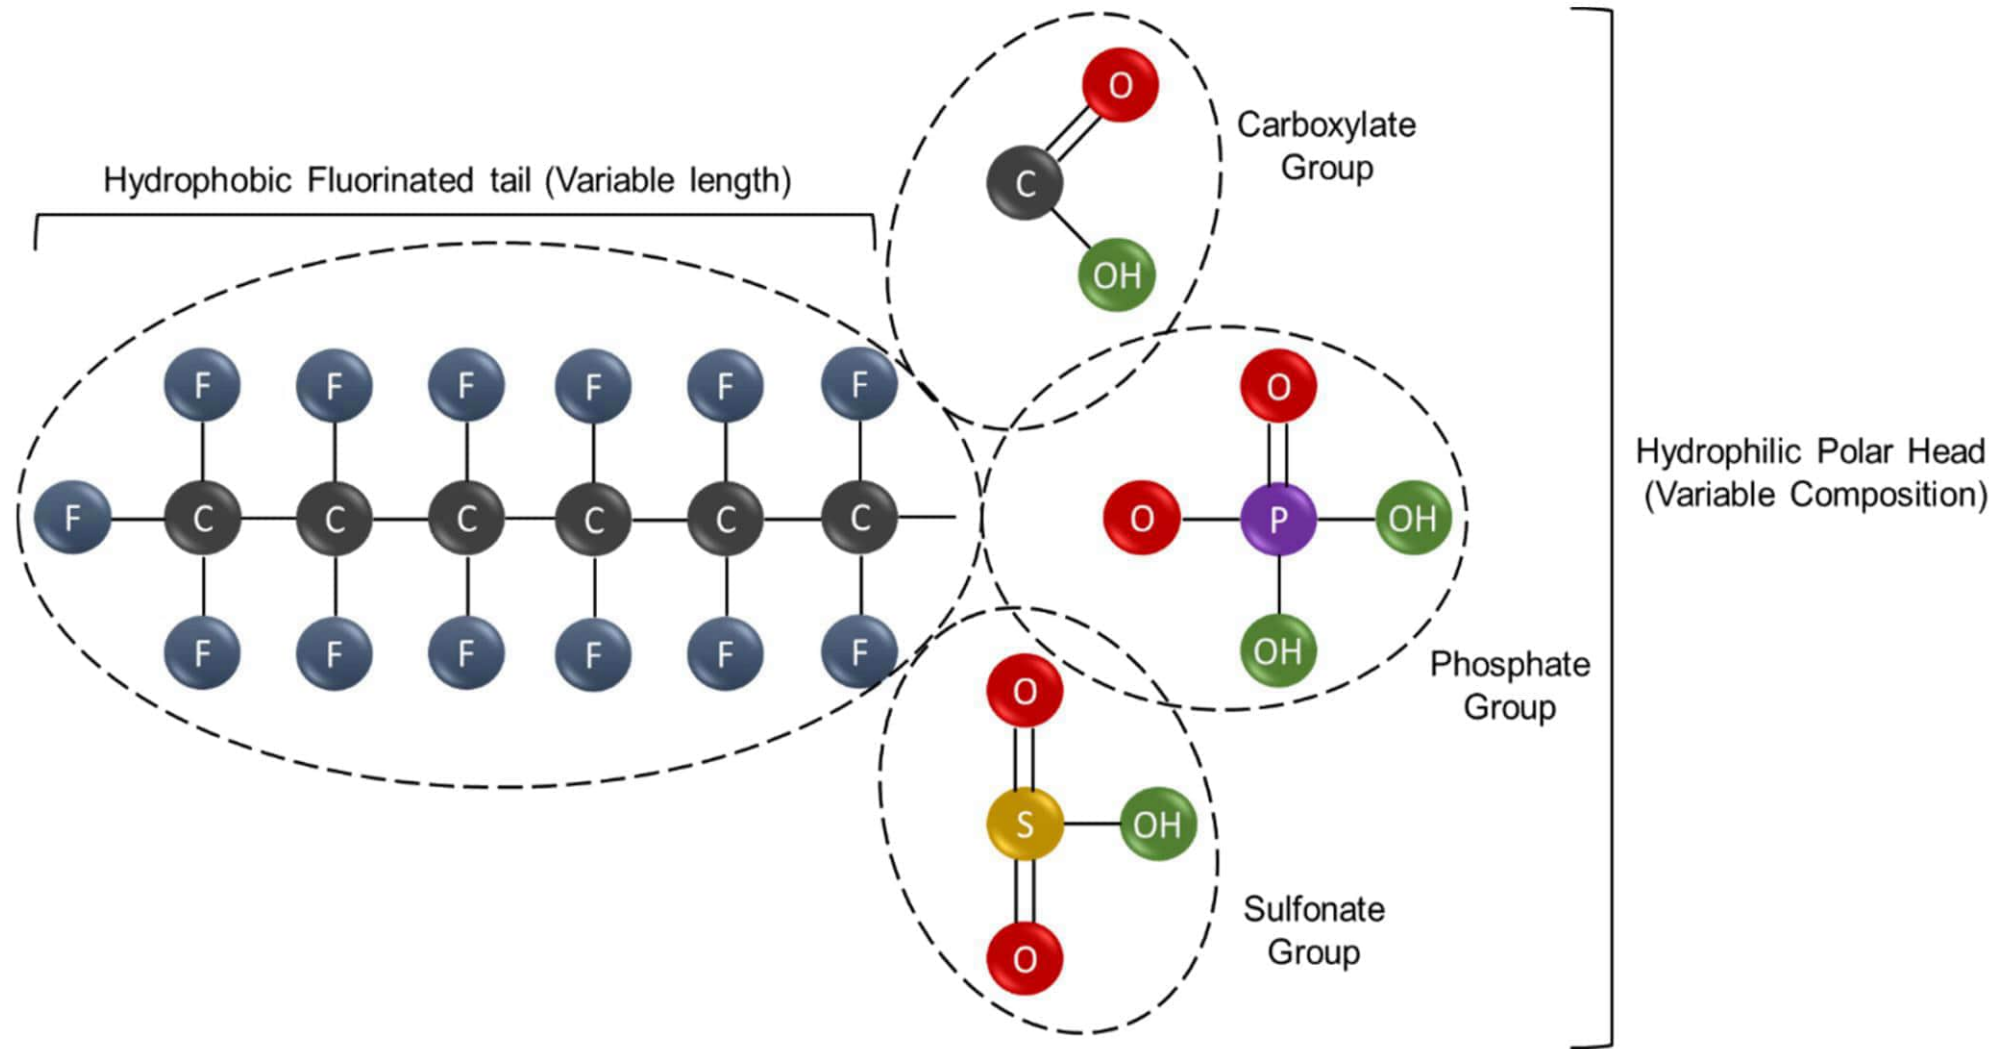 O
Carboxylate
Group
C
Hydrophobic Fluorinated tail (Variable length)
OH
F F F F F F
O
Hydrophilic Polar Head
(Variable Composition)
F C C C C C C
O P OH
F F F F F F
OH
Phosphate
Group
O
S OH
Sulfonate
Group
O